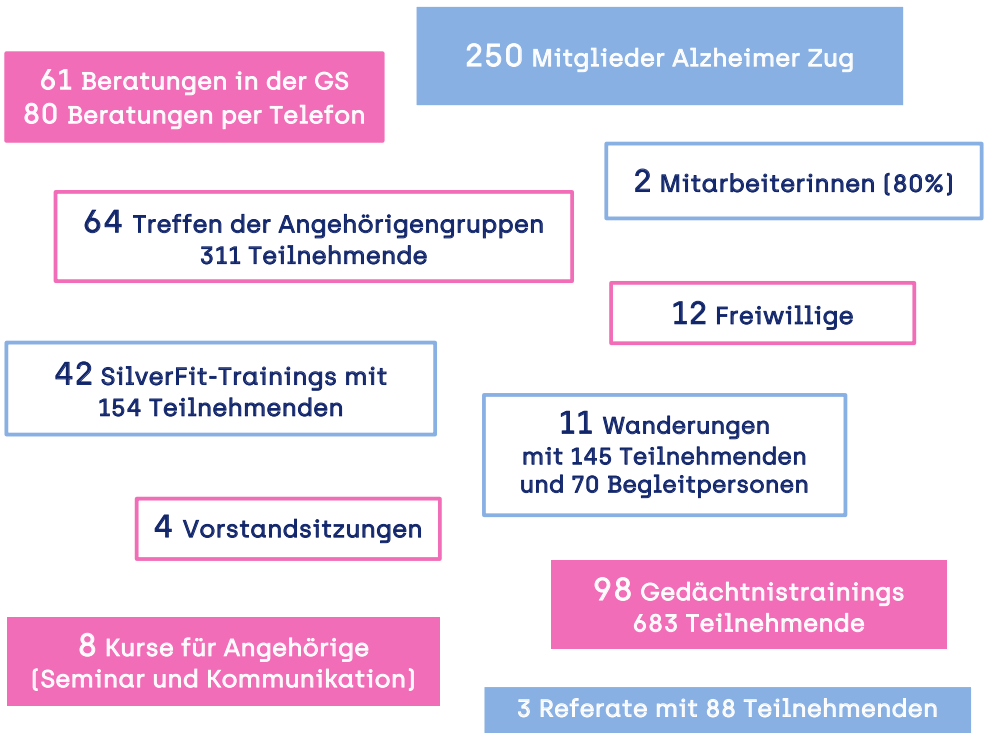 250 Mitglieder Alzheimer Zug
61 Beratungen in der GS
80 Beratungen per Telefon
2 Mitarbeiterinnen (80%)
64 Treffen der Angehörigengruppen
311 Teilnehmende
12 Freiwillige
42 SilverFit-Trainings mit
154 Teilnehmenden
11 Wanderungen
mit 145 Teilnehmenden
und 70 Begleitpersonen
4 Vorstandsitzungen
98 Gedächtnistrainings
683 Teilnehmende
8 Kurse für Angehörige
(Seminar und Kommunikation)
3 Referate mit 88 Teilnehmenden